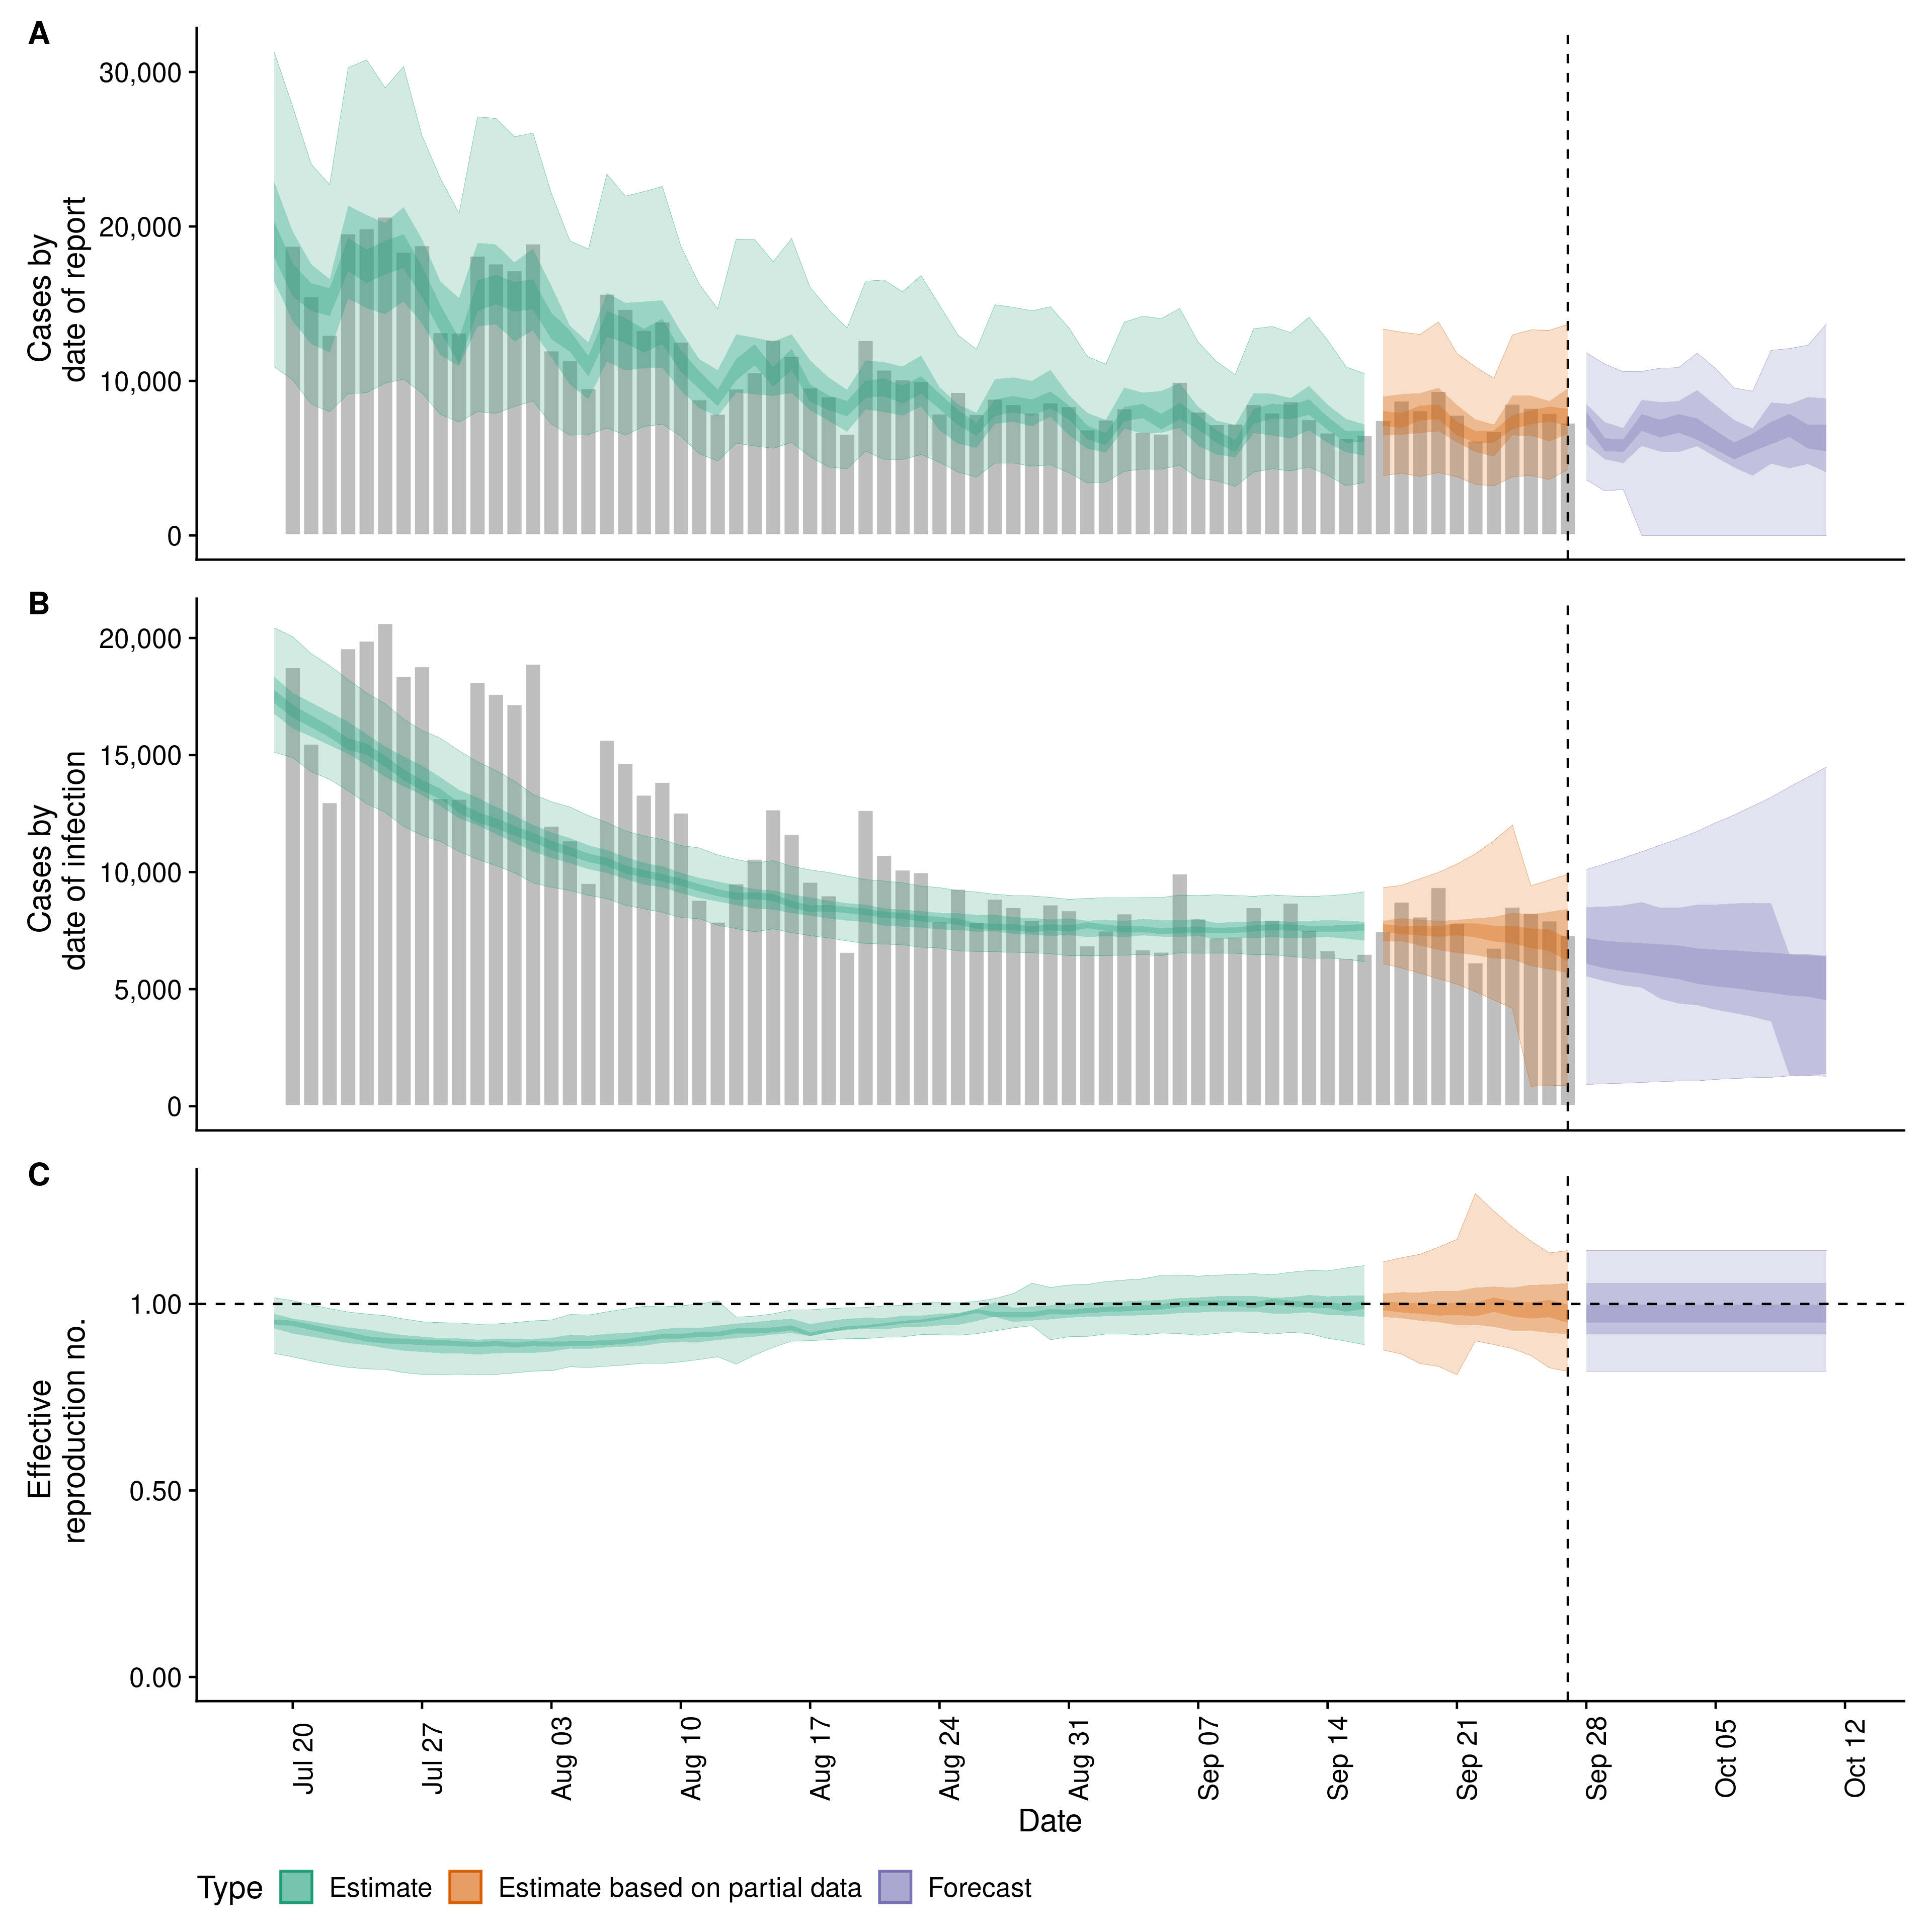 A
Cases by
date of report
30,000
20,000
10,000
0
B
Cases by
date of infection
20,000
15,000
10,000
5,000
0
C
Effective
reproduction no.
1.00
0.50
0.00
Jul 20
Jul 27
Aug 03
Aug 10
Aug 17
Aug 24
Aug 31
Sep 07
Sep 14
Sep 21
Sep 28
Oct 05
Oct 12
Date
Type Estimate Estimate based on partial data Forecast